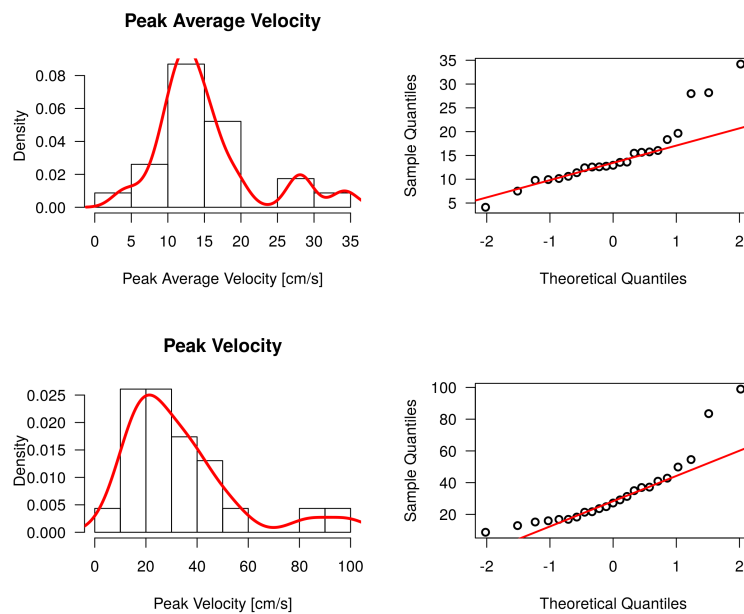 Peak Average Velocity
Density
0.08
0.06
0.04
0.02
0.00
0 5 10 15 20 25 30 35
Peak Average Velocity [cm/s]
Sample Quantiles
35
30
25
20
15
10
5
-2 -1 0 1 2
Theoretical Quantiles
Peak Velocity
Density
0.025
0.020
0.015
0.010
0.005
0.000
0 20 40 60 80 100
Peak Velocity [cm/s]
Sample Quantiles
100
80
60
40
20
-2 -1 0 1 2
Theoretical Quantiles